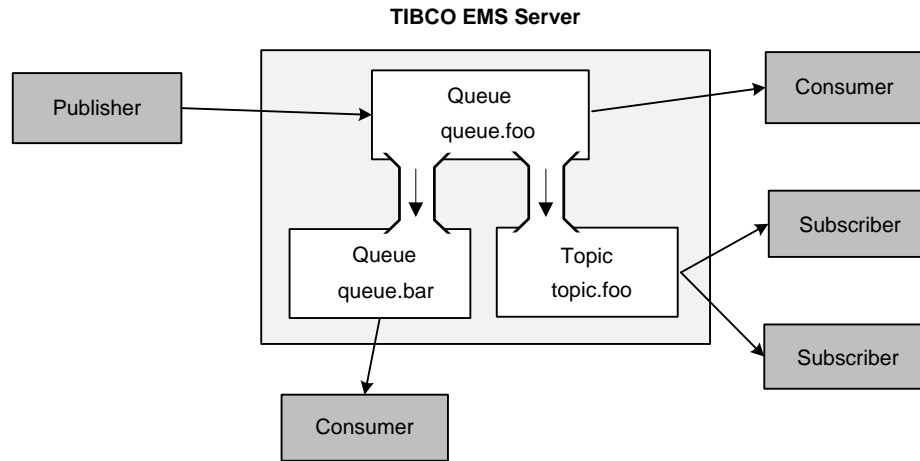 TIBCO EMS Server
Publisher
Queue
queue.foo
Consumer
Queue
queue.bar
Topic
topic.foo
Subscriber
Subscriber
Consumer